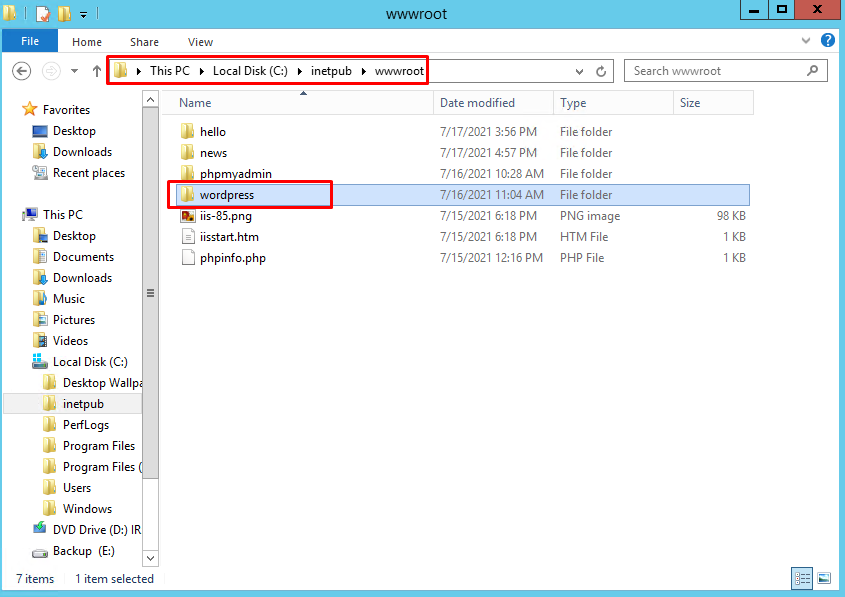 wwwroot
File Home Share View
This PC Local Disk (C:) inetpub wwwroot Search wwwroot
Favorites
Desktop
Downloads
Recent places
This PC
Desktop
Documents
Downloads
Music
Pictures
Videos
Local Disk (C:)
Desktop Wallpa
inetpub
PerfLogs
Program Files
Program Files (
Users
Windows
DVD Drive (D:) IR
Backup (E:)
Name Date modified Type Size
hello 7/17/2021 3:56 PM File folder
news 7/17/2021 4:57 PM File folder
phpmyadmin 7/16/2021 10:28 AM File folder
wordpress 7/16/2021 11:04 AM File folder
iis-85.png 7/15/2021 6:18 PM PNG image 98 KB
iisstart.htm 7/15/2021 6:18 PM HTM File 1 KB
phpinfo.php 7/15/2021 12:16 PM PHP File 1 KB
7 items 1 item selected